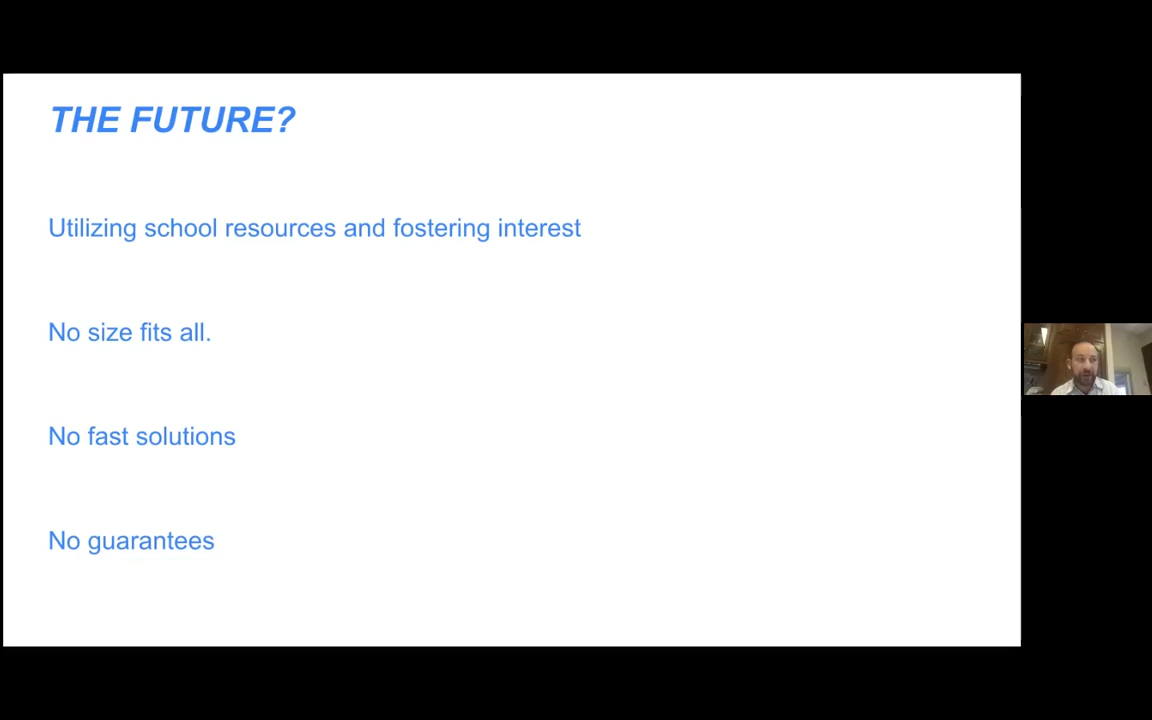 THE FUTURE?
Utilizing school resources and fostering interest
No size fits all.
No fast solutions
No guarantees